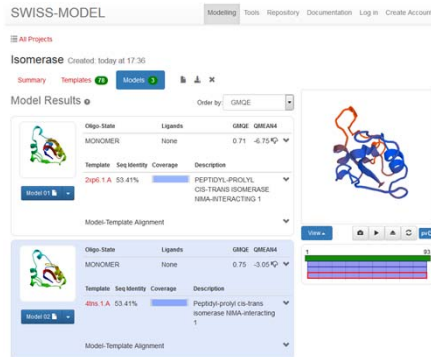 SWISS-MODEL
Modelling Tools Repository Documentation Log in Create Account
All Projects
Isomerase Created: today at 17:36
Summary Templates 76 Models 3
Model Results
Order by: GMQE
Oligo-State Ligands GMQE QMEAN4
MONOMER None 0.71 -6.75
Template Seq Identity Coverage Description
2xp6.1.A 53.41% PEPTIDYL-PROLYL
CIS-TRANS ISOMERASE
NIMA-INTERACTING 1
Model 01
Model-Template Alignment
Oligo-State Ligands GMQE QMEAN4
MONOMER None 0.75 -3.05
Template Seq Identity Coverage Description
4tns.1.A 53.41% Peptidyl-prolyl cis-trans
isomerase NIMA-interacting
1
Model 02
Model-Template Alignment
View
1